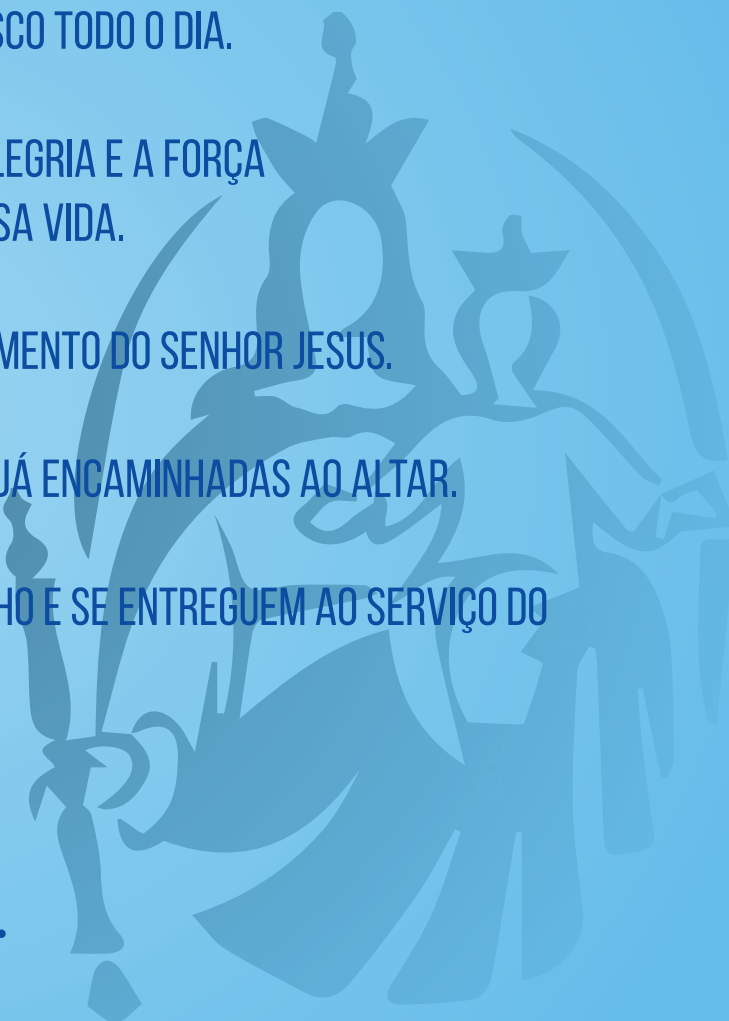 SCO TODO O DIA.
LEGRIA E A FORÇA
SA VIDA.
MENTO DO SENHOR JESUS.
JÁ ENCAMINHADAS AO ALTAR.
HO E SE ENTREGUEM AO SERVIÇO DO
.